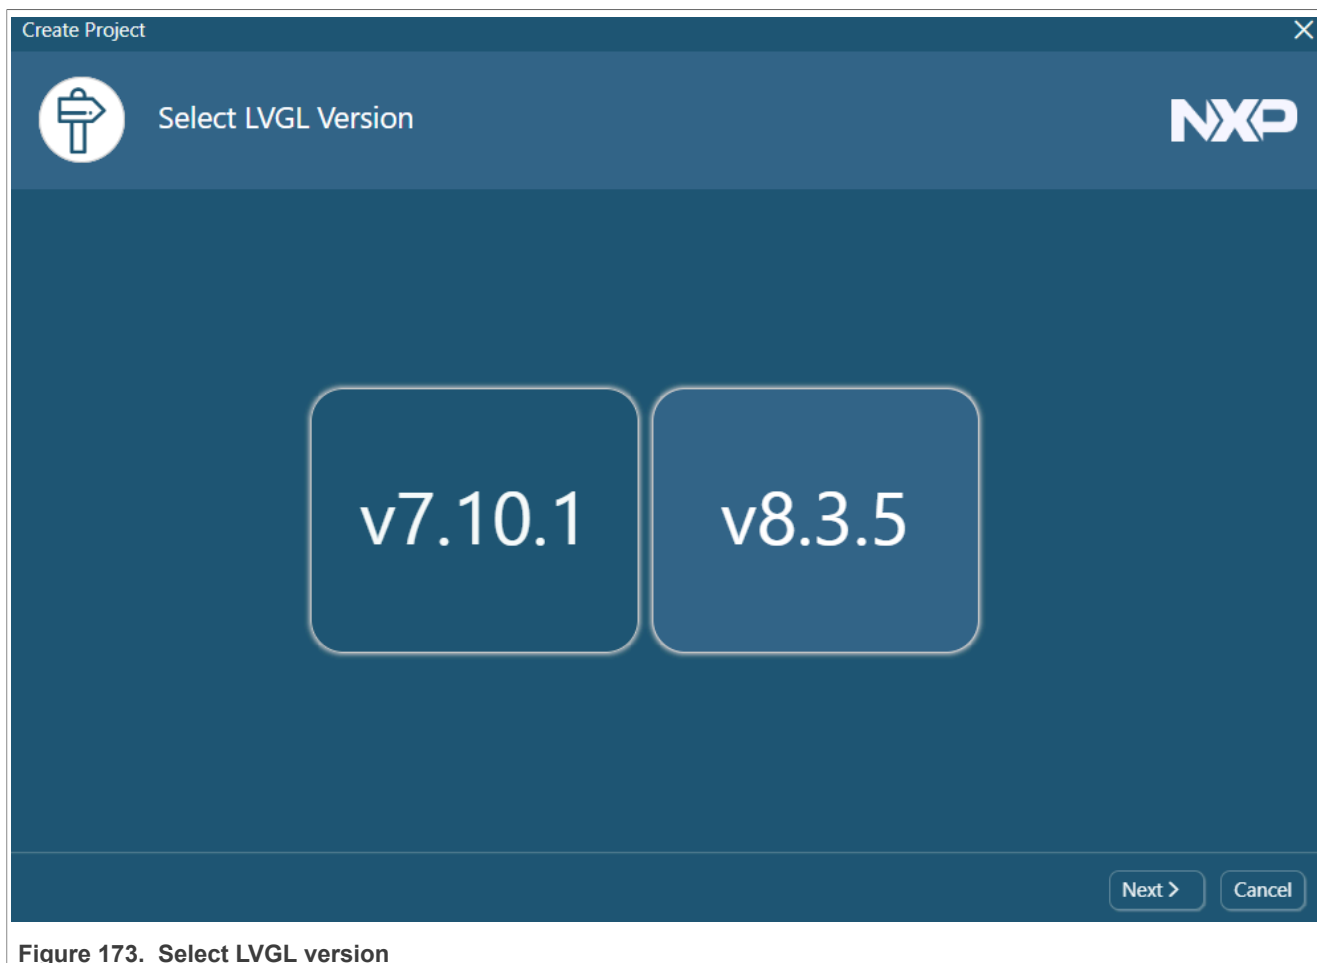 Create Project
Select LVGL Version
NXP
v7.10.1
v8.3.5
Next
Cancel
Figure 173. Select LVGL version